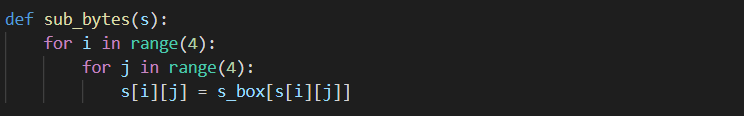 def sub_bytes(s):
    for i in range(4):
        for j in range(4):
            s[i][j] = s_box[s[i][j]]